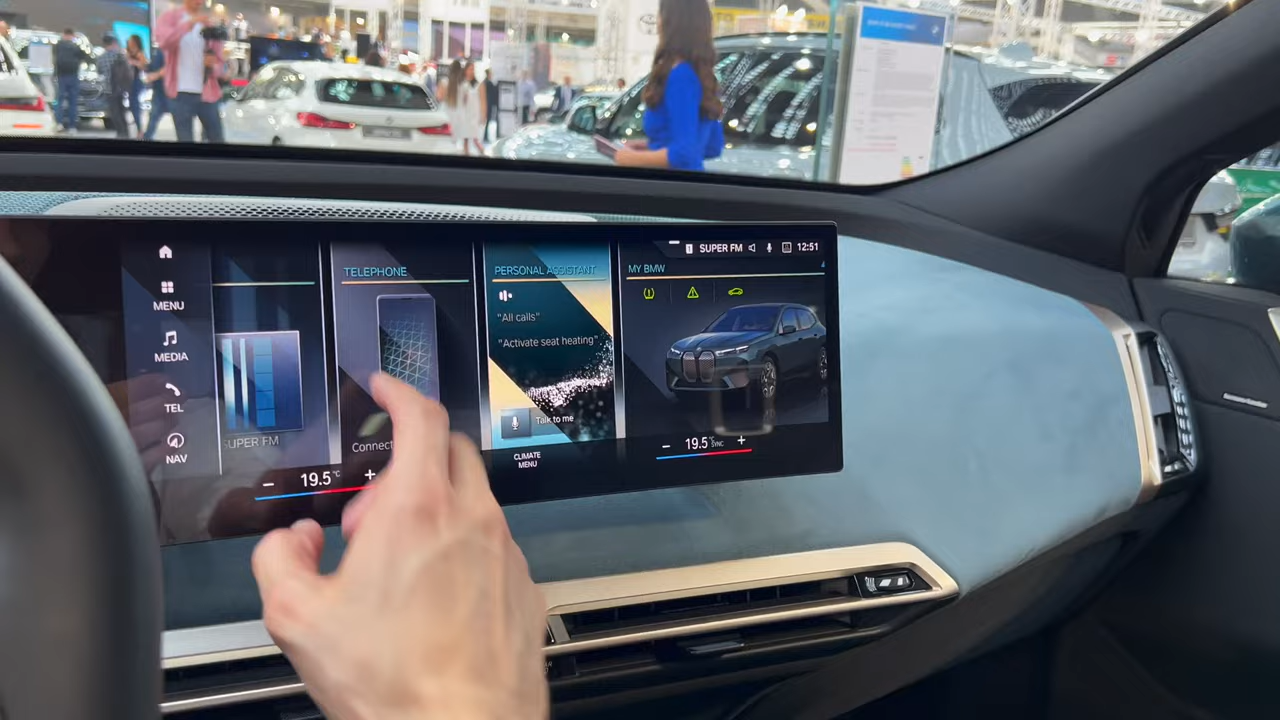 SUPER FM
12:51
MENU
MEDIA
TEL
NAV
SUPER FM
TELEPHONE
PERSONAL ASSISTANT
"All calls"
"Activate seat heating"
Talk to me
MY BMW
− 19.5°C +
CLIMATE
MENU
− 19.5°C SYNC +